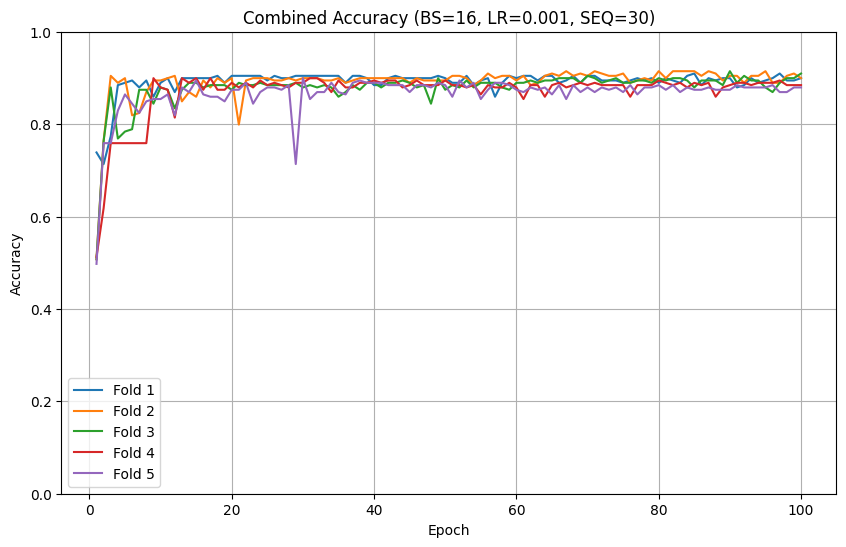 Combined Accuracy (BS=16, LR=0.001, SEQ=30)
1.0
0.8
0.6
0.4
0.2
0.0
Accuracy
Fold 1
Fold 2
Fold 3
Fold 4
Fold 5
0 20 40 60 80 100
Epoch